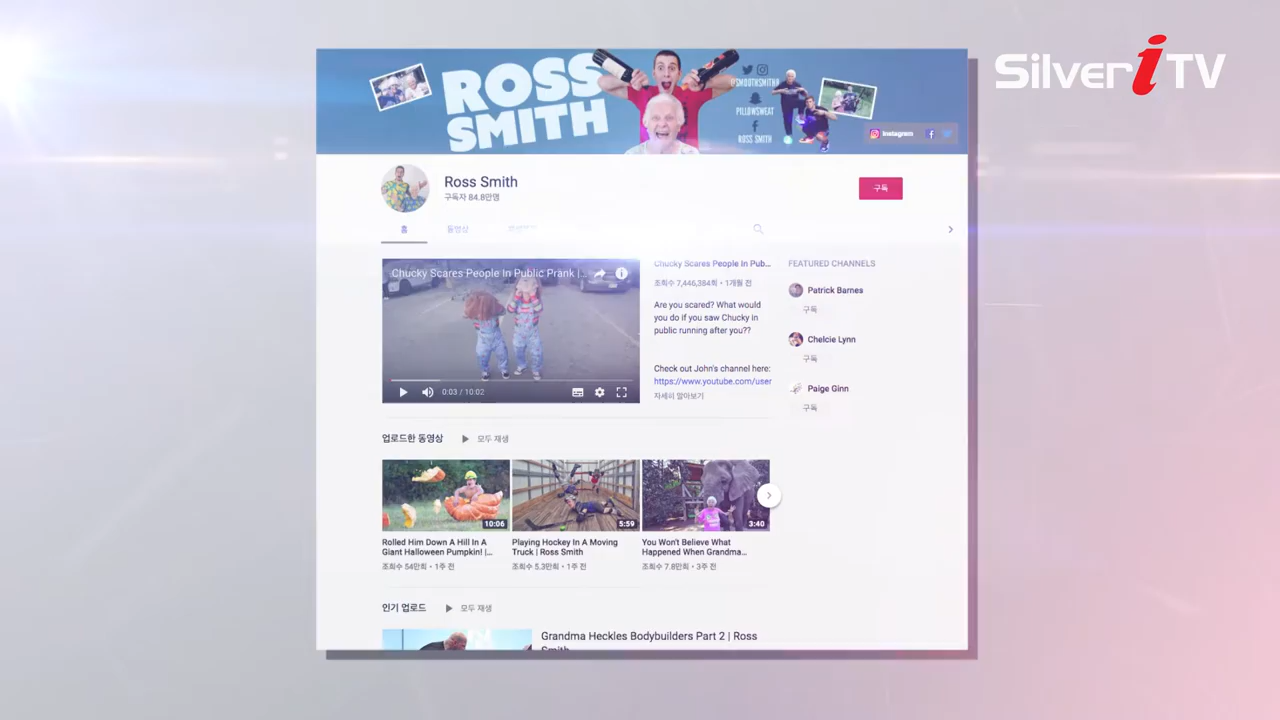 Silver i TV
ROSS
SMITH
@SMOOTHSMITH8
PILLOWSWEAT
ROSS SMITH
Instagram
Ross Smith
구독자 84.8만명
구독
홈
동영상
Chucky Scares People In Public Prank |...
0:03 / 10:02
Chucky Scares People In Pub...
조회수 7,446,384회 • 1개월 전
Are you scared? What would
you do if you saw Chucky in
public running after you??
Check out John's channel here:
https://www.youtube.com/user
자세히 알아보기
FEATURED CHANNELS
Patrick Barnes
구독
Chelcie Lynn
구독
Paige Ginn
구독
업로드한 동영상
모두 재생
10:06
Rolled Him Down A Hill In A
Giant Halloween Pumpkin! |...
조회수 54만회 • 1주 전
5:59
Playing Hockey In A Moving
Truck | Ross Smith
조회수 5.3만회 • 1주 전
3:40
You Won't Believe What
Happened When Grandma...
조회수 7.8만회 • 3주 전
인기 업로드
모두 재생
Grandma Heckles Bodybuilders Part 2 | Ross
Smith